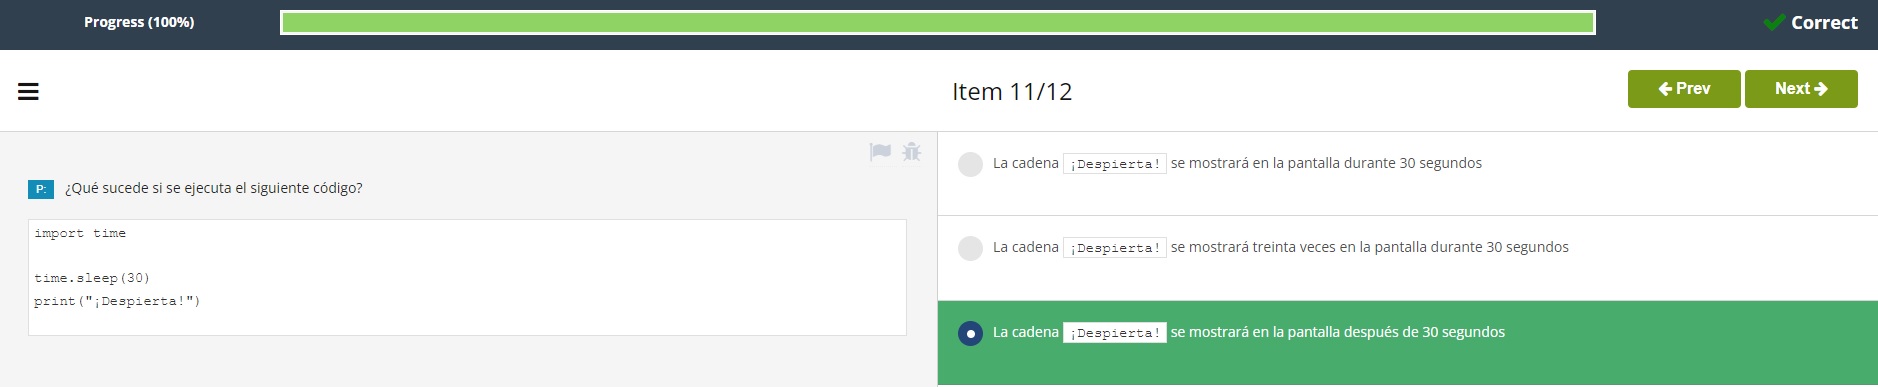 Progress (100%)
Correct
Item 11/12
Prev
Next
P: ¿Qué sucede si se ejecuta el siguiente código?
import time
time.sleep(30)
print("¡Despierta!")
La cadena ¡Despierta! se mostrará en la pantalla durante 30 segundos
La cadena ¡Despierta! se mostrará treinta veces en la pantalla durante 30 segundos
La cadena ¡Despierta! se mostrará en la pantalla después de 30 segundos